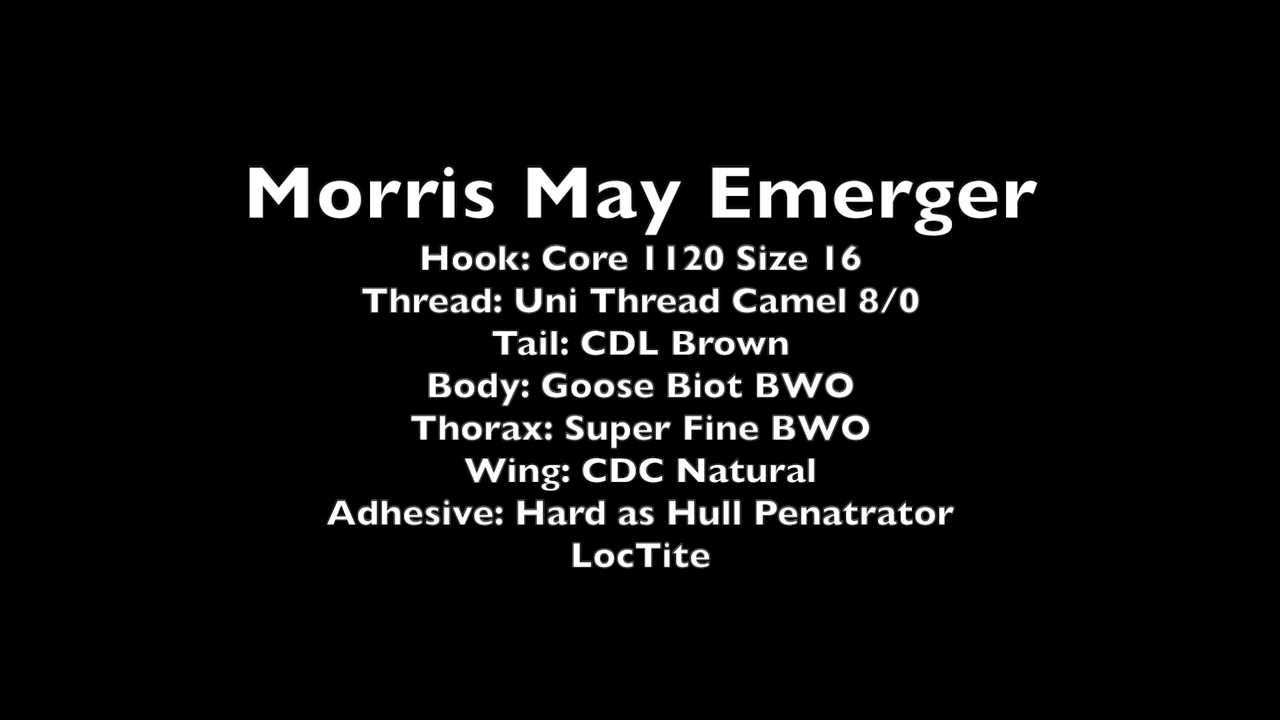 Morris May Emerger
Hook: Core 1120 Size 16
Thread: Uni Thread Camel 8/0
Tail: CDL Brown
Body: Goose Biot BWO
Thorax: Super Fine BWO
Wing: CDC Natural
Adhesive: Hard as Hull Penatrator
LocTite